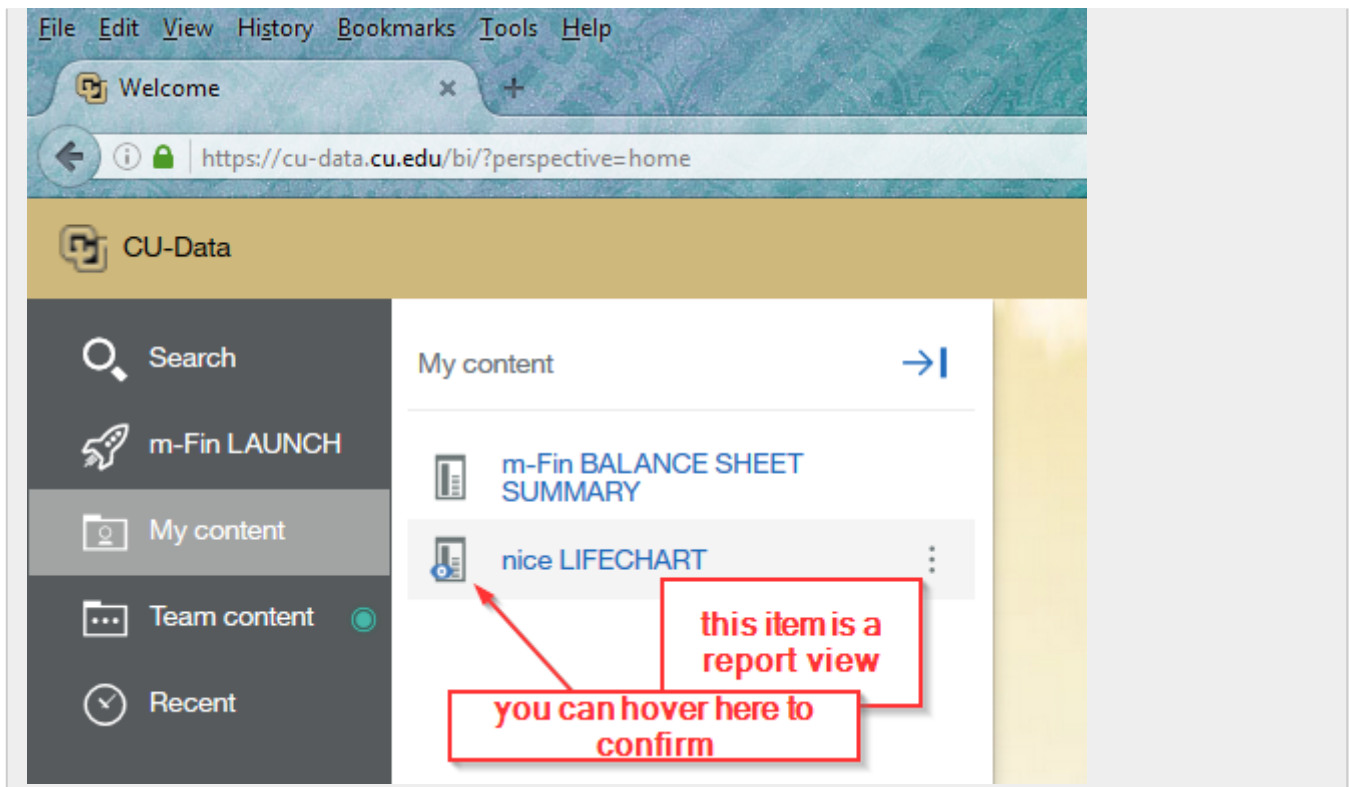 File Edit View History Bookmarks Tools Help
Welcome
https://cu-data.cu.edu/bi/?perspective=home
CU-Data
Search
m-Fin LAUNCH
My content
Team content
Recent
My content
m-Fin BALANCE SHEET
SUMMARY
nice LIFECHART
this item is a
report view
you can hover here to
confirm